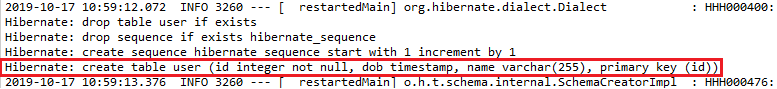 2019-10-17 10:59:12.072  INFO 3260 --- [  restartedMain] org.hibernate.dialect.Dialect            : HHH000400:
Hibernate: drop table user if exists
Hibernate: drop sequence if exists hibernate_sequence
Hibernate: create sequence hibernate sequence start with 1 increment by 1
Hibernate: create table user (id integer not null, dob timestamp, name varchar(255), primary key (id))
2019-10-17 10:59:13.376  INFO 3260 --- [  restartedMain] o.h.t.schema.internal.SchemaCreatorImpl  : HHH000476: